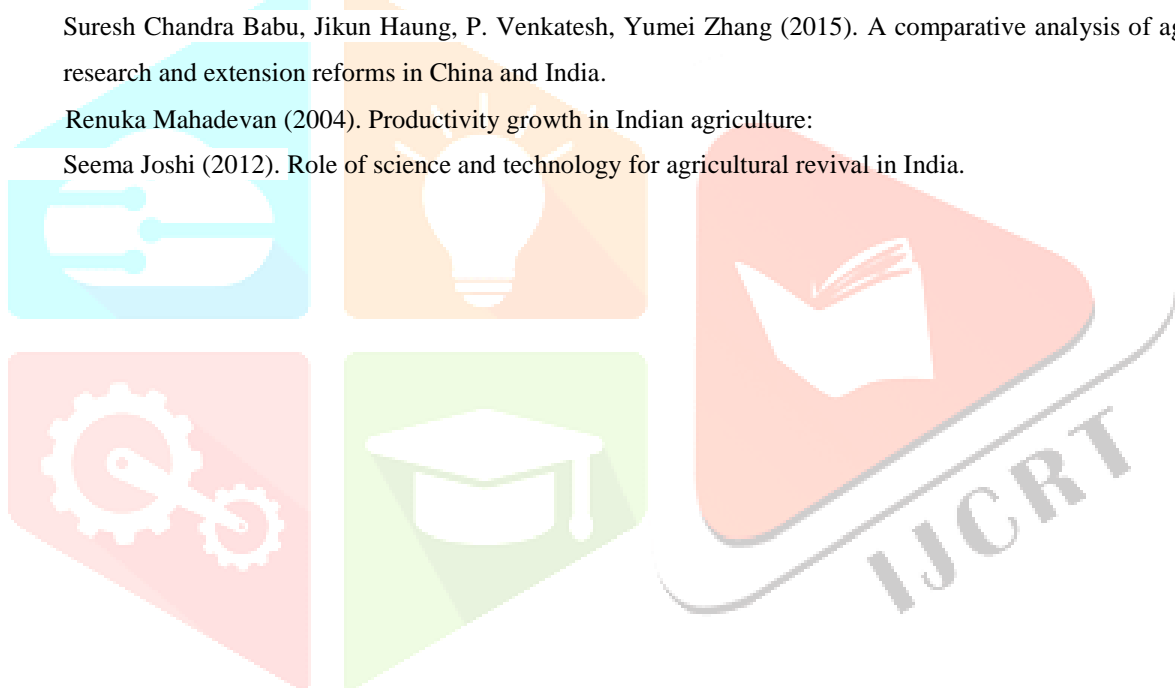 Suresh Chandra Babu, Jikun Haung, P. Venkatesh, Yumei Zhang (2015). A comparative analysis of
research and extension reforms in China and India.
Renuka Mahadevan (2004). Productivity growth in Indian agriculture:
Seema Joshi (2012). Role of science and technology for agricultural revival in India.
IJCRT